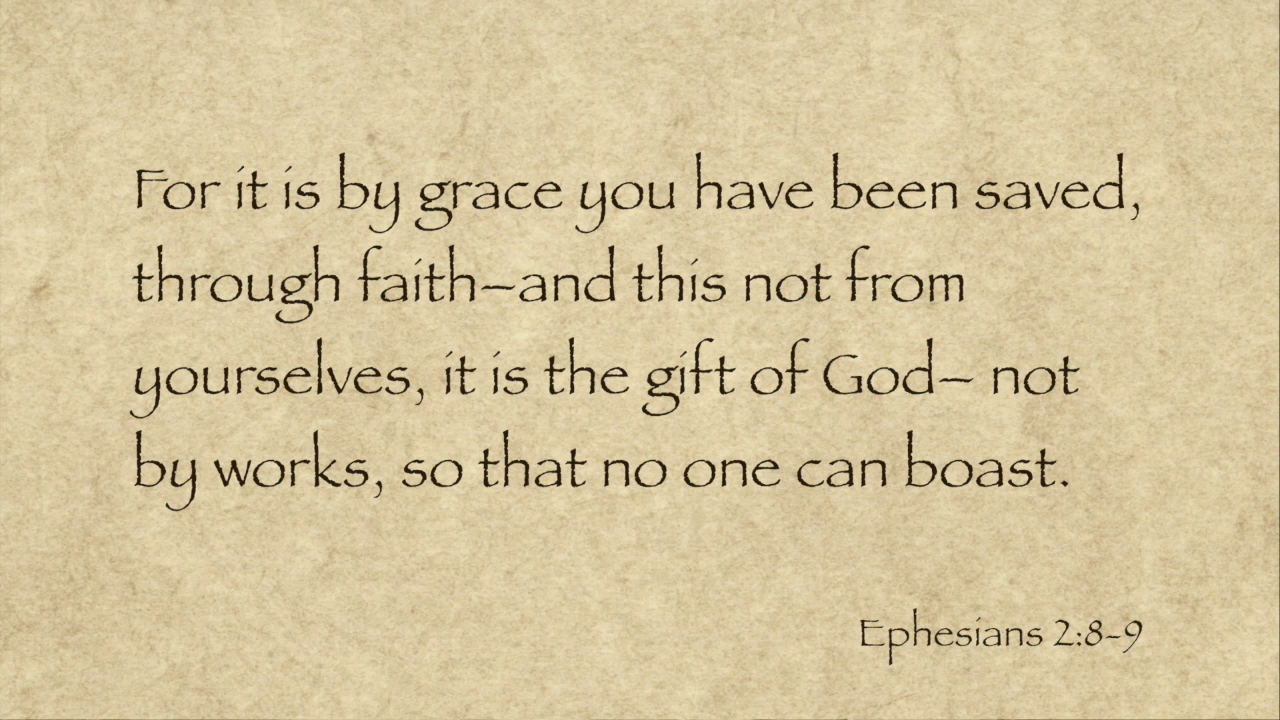 For it is by grace you have been saved,
through faith—and this not from
yourselves, it is the gift of God— not
by works, so that no one can boast.
Ephesians 2:8-9